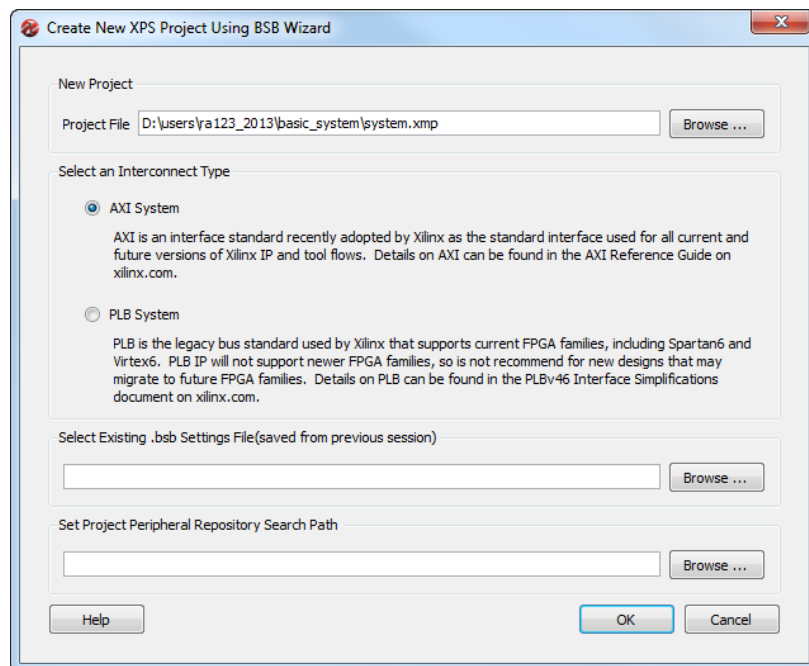 Create New XPS Project Using BSB Wizard
New Project
Project File D:\users\ra123_2013\basic_system\system.xmp Browse ...
Select an Interconnect Type
AXI System
AXI is an interface standard recently adopted by Xilinx as the standard interface used for all current and
future versions of Xilinx IP and tool flows. Details on AXI can be found in the AXI Reference Guide on
xilinx.com.
PLB System
PLB is the legacy bus standard used by Xilinx that supports current FPGA families, including Spartan6 and
Virtex6. PLB IP will not support newer FPGA families, so is not recommend for new designs that may
migrate to future FPGA families. Details on PLB can be found in the PLBv46 Interface Simplifications
document on xilinx.com.
Select Existing .bsb Settings File(saved from previous session)
Browse ...
Set Project Peripheral Repository Search Path
Browse ...
Help OK Cancel